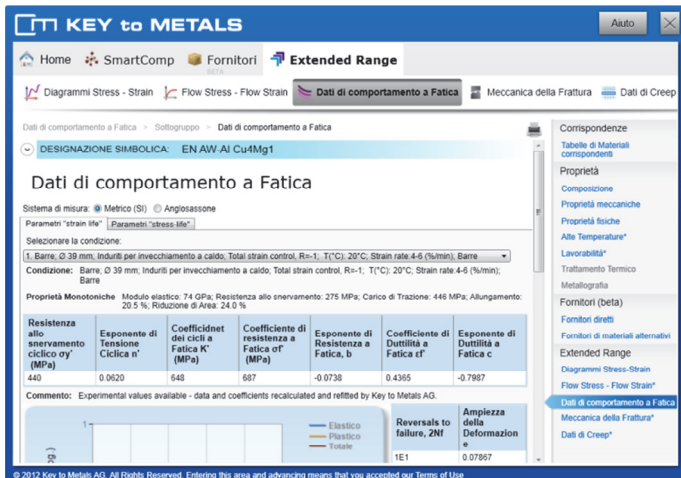 KEY to METALS
Aiuto
Home SmartComp Fornitori Extended Range
BETA
Diagrammi Stress - Strain Flow Stress - Flow Strain Dati di comportamento a Fatica Meccanica della Frattura Dati di Creep
Dati di comportamento a Fatica > Sottogruppo > Dati di comportamento a Fatica
DESIGNAZIONE SIMBOLICA: EN AW-Al Cu4Mg1
Dati di comportamento a Fatica
Sistema di misura: Metrico (SI) Anglosassone
Parametri "strain life" Parametri "stress-life"
Selezionare la condizione:
1. Barre; Ø 39 mm; Induriti per invecchiamento a caldo; Total strain control, R=-1; T(°C): 20°C; Strain rate:4-6 (%/min); Barre
Condizione: Barre; Ø 39 mm; Induriti per invecchiamento a caldo; Total strain control, R=-1; T(°C): 20°C; Strain rate:4-6 (%/min);
Barre
Proprietà Monotoniche Modulo elastico: 74 GPa; Resistenza allo snervamento: 275 MPa; Carico di Trazione: 446 MPa; Allungamento:
20.5 %; Riduzione di Area: 24.0 %
Resistenza allo snervamento ciclico σy' (MPa)
Esponente di Tensione Ciclica n'
Coefficidnet dei cicli a Fatica K' (MPa)
Coefficiente di resistenza a Fatica σf' (MPa)
Esponente di Resistenza a Fatica, b
Coefficiente di Duttilità a Fatica εf'
Esponente di Duttilità a Fatica c
440 0.0620 648 687 -0.0738 0.4365 -0.7987
Commento: Experimental values available - data and coefficients recalculated and refitted by Key to Metals AG.
1
Elastico
Plastico
Totale
Reversals to failure, 2Nf
Ampiezza della Deformazione
1E1 0.07867
Corrispondenze
Tabelle di Materiali
corrispondenti
Proprietà
Composizione
Proprietà meccaniche
Proprietà fisiche
Alte Temperature*
Lavorabilità*
Trattamento Termico
Metallografia
Fornitori (beta)
Fornitori diretti
Fornitori di materiali alternativi
Extended Range
Diagrammi Stress-Strain
Flow Stress - Flow Strain*
Dati di comportamento a Fatica
Meccanica della Frattura*
Dati di Creep*
© 2012 Key to Metals AG. All Rights Reserved. Entering this area and advancing means that you accepted our Terms of Use